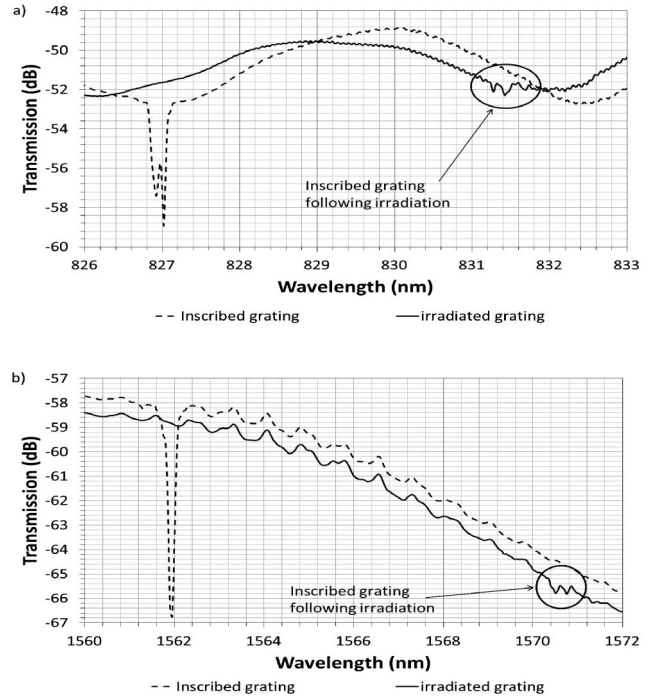 a)
-48
-50
-52
-54
-56
-58
-60
Transmission (dB)
Inscribed grating
following irradiation
826 827 828 829 830 831 832 833
Wavelength (nm)
Inscribed grating irradiated grating
b)
-57
-58
-59
-60
-61
-62
-63
-64
-65
-66
-67
Transmission (dB)
Inscribed grating
following irradiation
1560 1562 1564 1566 1568 1570 1572
Wavelength (nm)
Inscribed grating irradiated grating